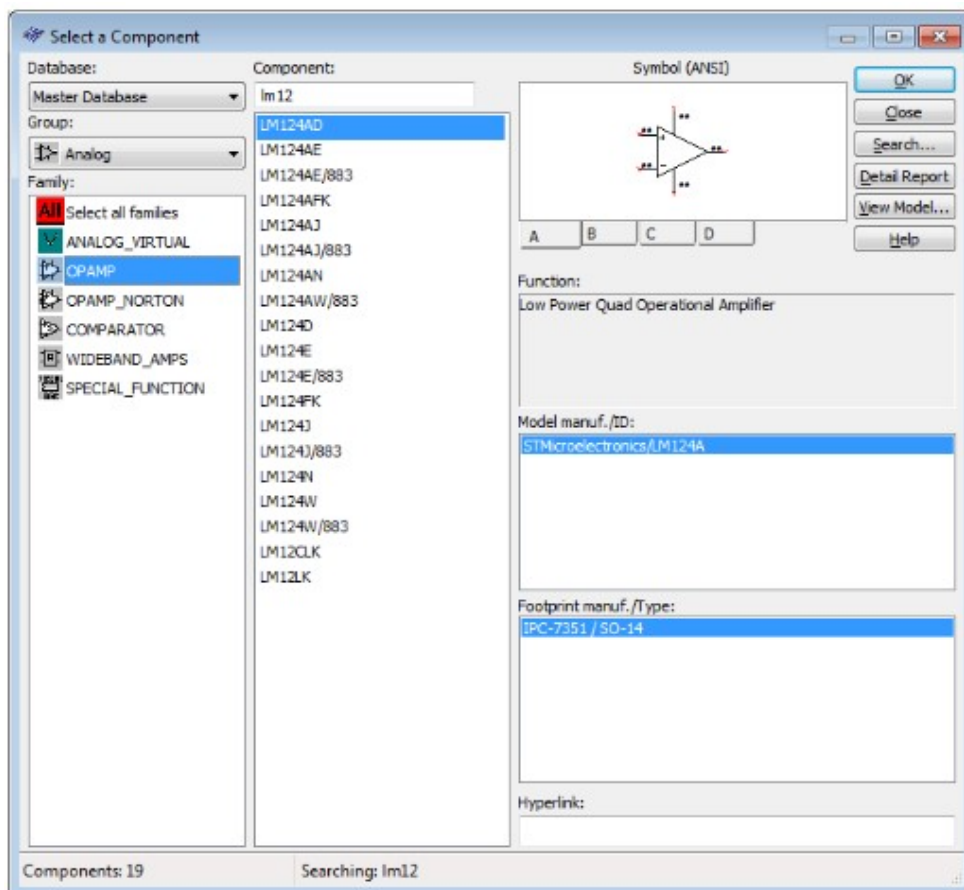 Select a Component
Database:
Master Database
Group:
Analog
Family:
All Select all families
ANALOG_VIRTUAL
OPAMP
OPAMP_NORTON
COMPARATOR
WIDEBAND_AMPS
SPECIAL_FUNCTION
Component:
lm12
LM124AD
LM124AE
LM124AE/883
LM124AFK
LM124AJ
LM124AJ/883
LM124AN
LM124AW/883
LM124D
LM124E
LM124E/883
LM124FK
LM124J
LM124J/883
LM124N
LM124W
LM124W/883
LM12CLK
LM12LK
Symbol (ANSI)
A B C D
OK
Close
Search...
Detail Report
View Model...
Help
Function:
Low Power Quad Operational Amplifier
Model manuf./ID:
STMicroelectronics/LM124A
Footprint manuf./Type:
IPC-7351 / SO-14
Hyperlink:
Components: 19 Searching: lm12